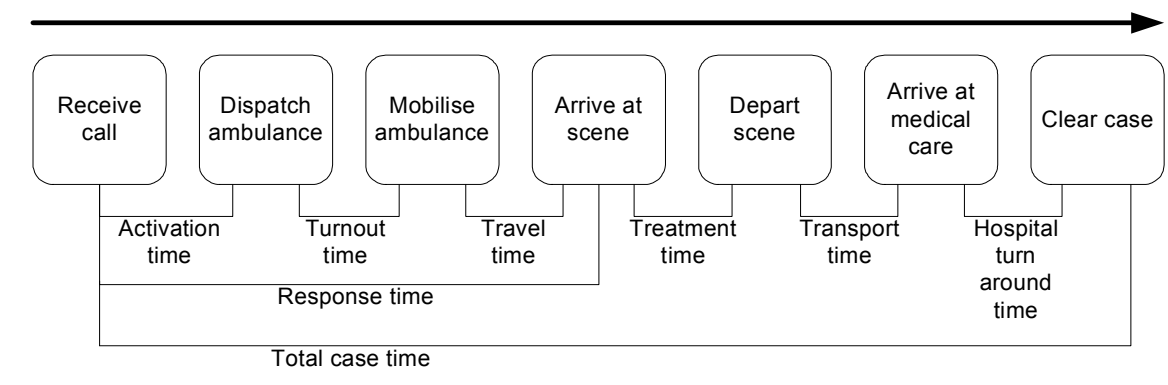 Receive
call
Dispatch
ambulance
Mobilise
ambulance
Arrive at
scene
Depart
scene
Arrive at
medical
care
Clear case
Activation
time
Turnout
time
Travel
time
Treatment
time
Transport
time
Hospital
turn
around
time
Response time
Total case time